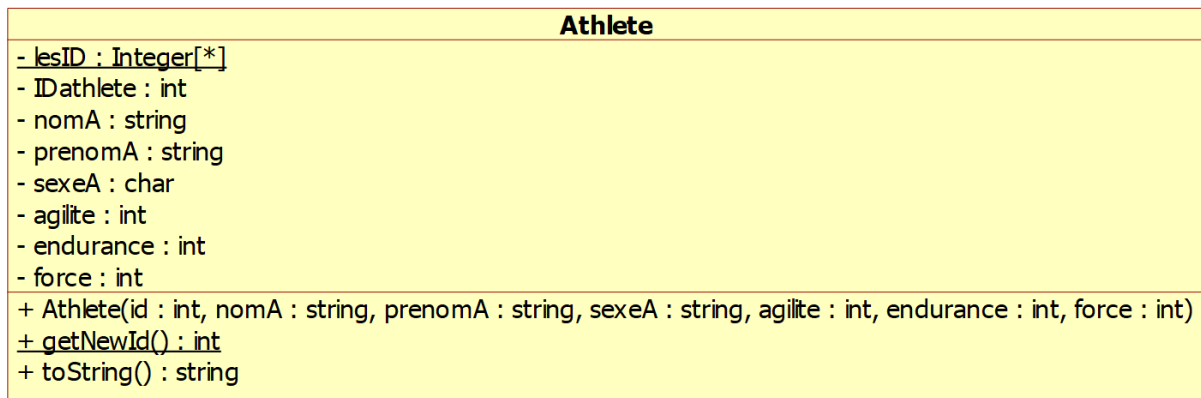 Athlete
- lesID : Integer[*]
- IDathlete : int
- nomA : string
- prenomA : string
- sexeA : char
- agilite : int
- endurance : int
- force : int
+ Athlete(id : int, nomA : string, prenomA : string, sexeA : string, agilite : int, endurance : int, force : int)
+ getNewId() : int
+ toString() : string